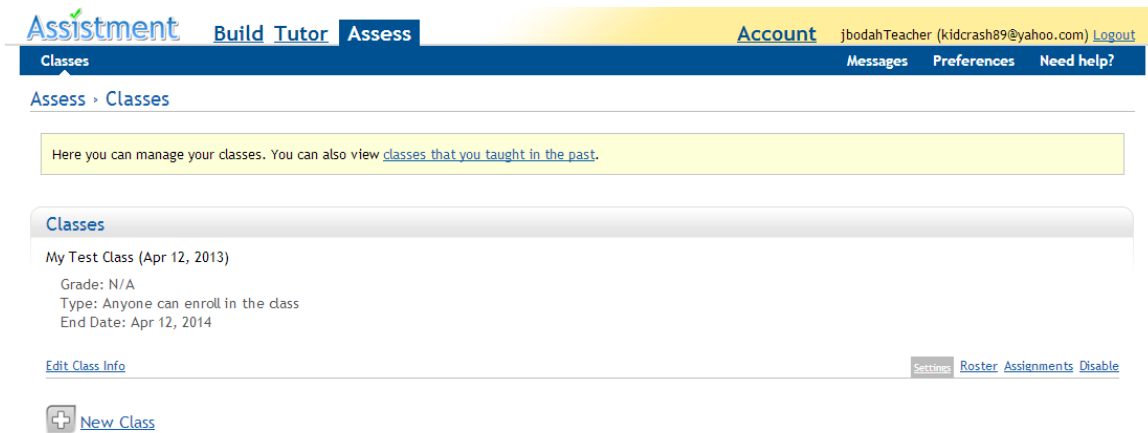 Assistment Build Tutor Assess Account jbodahTeacher (kidcrash89@yahoo.com) Logout
Classes Messages Preferences Need help?
Assess › Classes
Here you can manage your classes. You can also view classes that you taught in the past.
Classes
My Test Class (Apr 12, 2013)
Grade: N/A
Type: Anyone can enroll in the class
End Date: Apr 12, 2014
Edit Class Info Settings Roster Assignments Disable
New Class